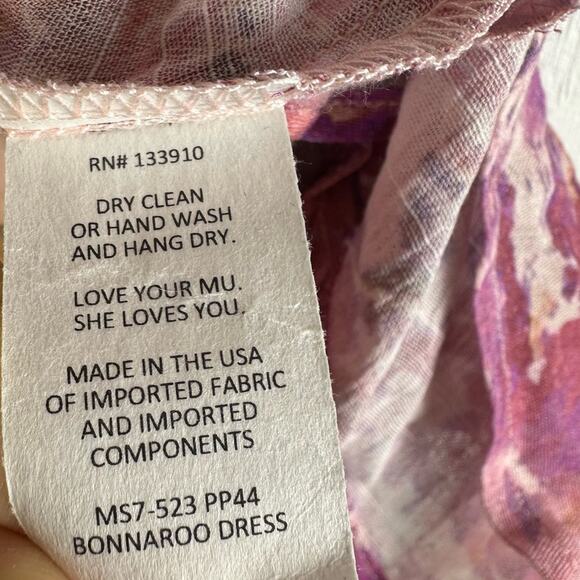 RN# 133910
DRY CLEAN
OR HAND WASH
AND HANG DRY.
LOVE YOUR MU.
SHE LOVES YOU.
MADE IN THE USA
OF IMPORTED FABRIC
AND IMPORTED
COMPONENTS
MS7-523 PP44
BONNAROO DRESS